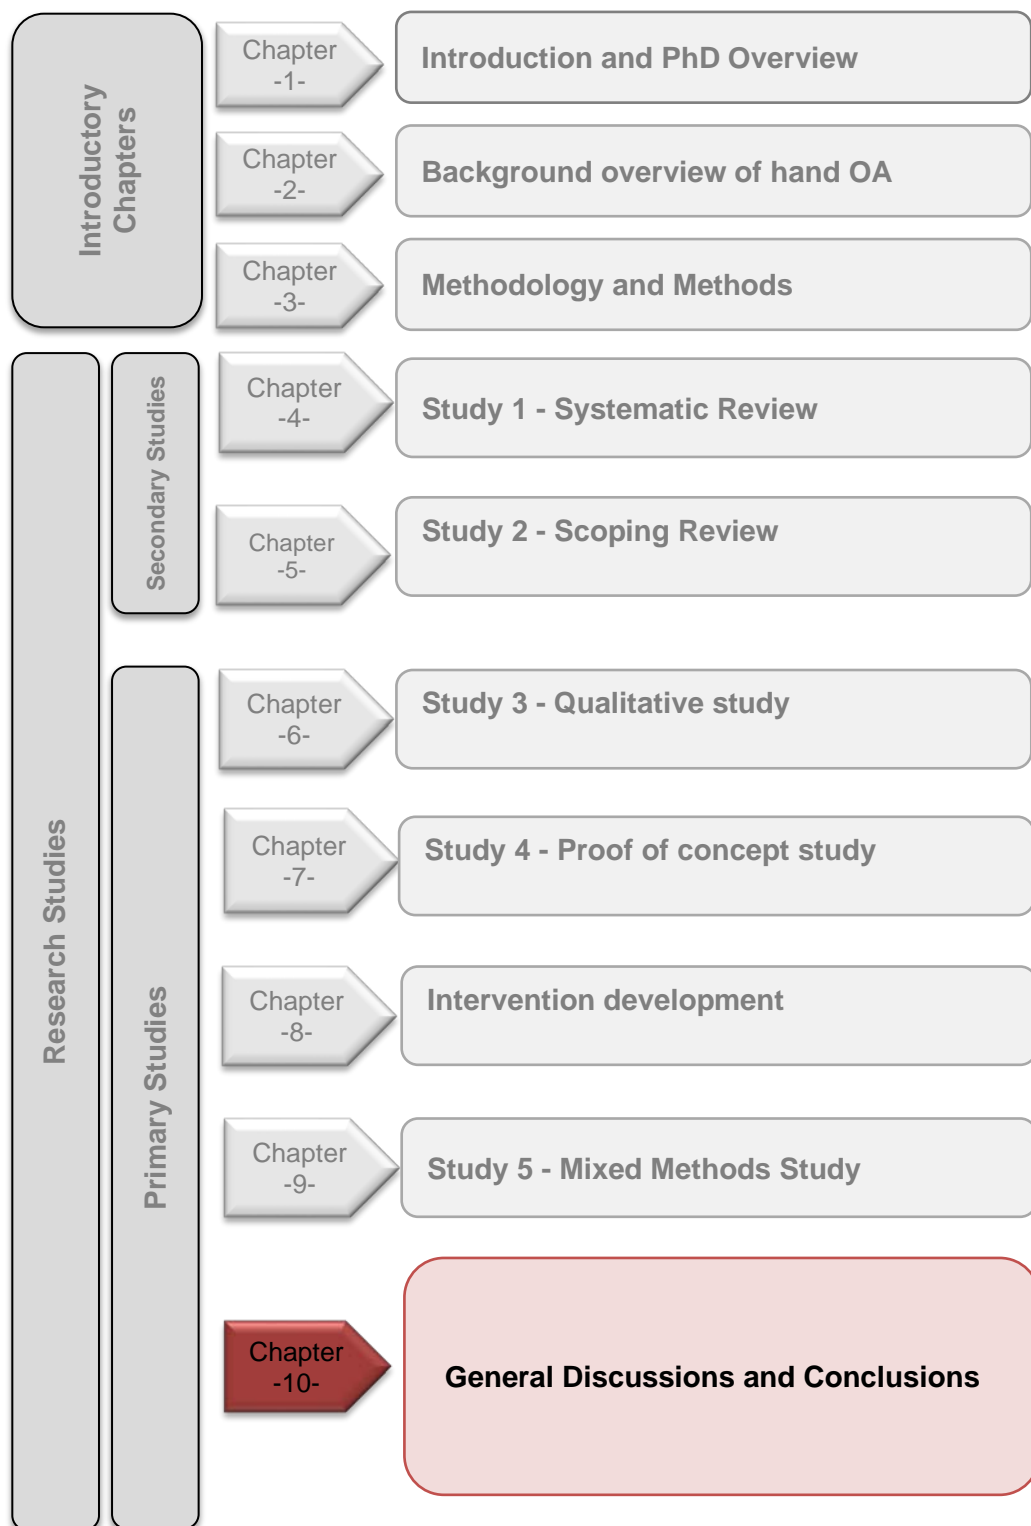 Introductory
Chapters
Chapter
-1-
Introduction and PhD Overview
Chapter
-2-
Background overview of hand OA
Chapter
-3-
Methodology and Methods
Research Studies
Secondary Studies
Chapter
-4-
Study 1 - Systematic Review
Chapter
-5-
Study 2 - Scoping Review
Primary Studies
Chapter
-6-
Study 3 - Qualitative study
Chapter
-7-
Study 4 - Proof of concept study
Chapter
-8-
Intervention development
Chapter
-9-
Study 5 - Mixed Methods Study
Chapter
-10-
General Discussions and Conclusions